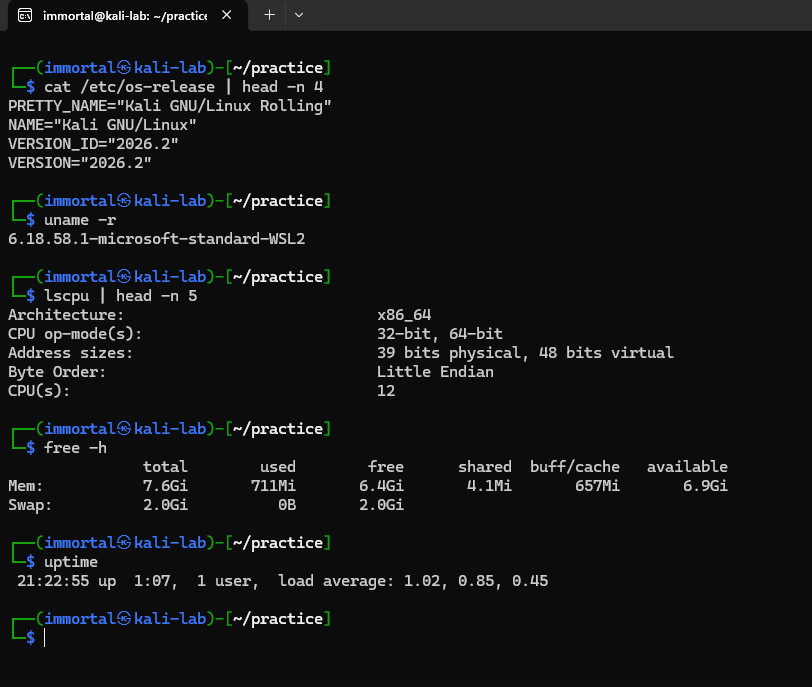 immortal@kali-lab: ~/practice
┌──(immortal㉿kali-lab)-[~/practice]
└─$ cat /etc/os-release | head -n 4
PRETTY_NAME="Kali GNU/Linux Rolling"
NAME="Kali GNU/Linux"
VERSION_ID="2026.2"
VERSION="2026.2"
┌──(immortal㉿kali-lab)-[~/practice]
└─$ uname -r
6.18.58.1-microsoft-standard-WSL2
┌──(immortal㉿kali-lab)-[~/practice]
└─$ lscpu | head -n 5
Architecture: x86_64
CPU op-mode(s): 32-bit, 64-bit
Address sizes: 39 bits physical, 48 bits virtual
Byte Order: Little Endian
CPU(s): 12
┌──(immortal㉿kali-lab)-[~/practice]
└─$ free -h
total used free shared buff/cache available
Mem: 7.6Gi 711Mi 6.4Gi 4.1Mi 657Mi 6.9Gi
Swap: 2.0Gi 0B 2.0Gi
┌──(immortal㉿kali-lab)-[~/practice]
└─$ uptime
21:22:55 up 1:07, 1 user, load average: 1.02, 0.85, 0.45
┌──(immortal㉿kali-lab)-[~/practice]
└─$